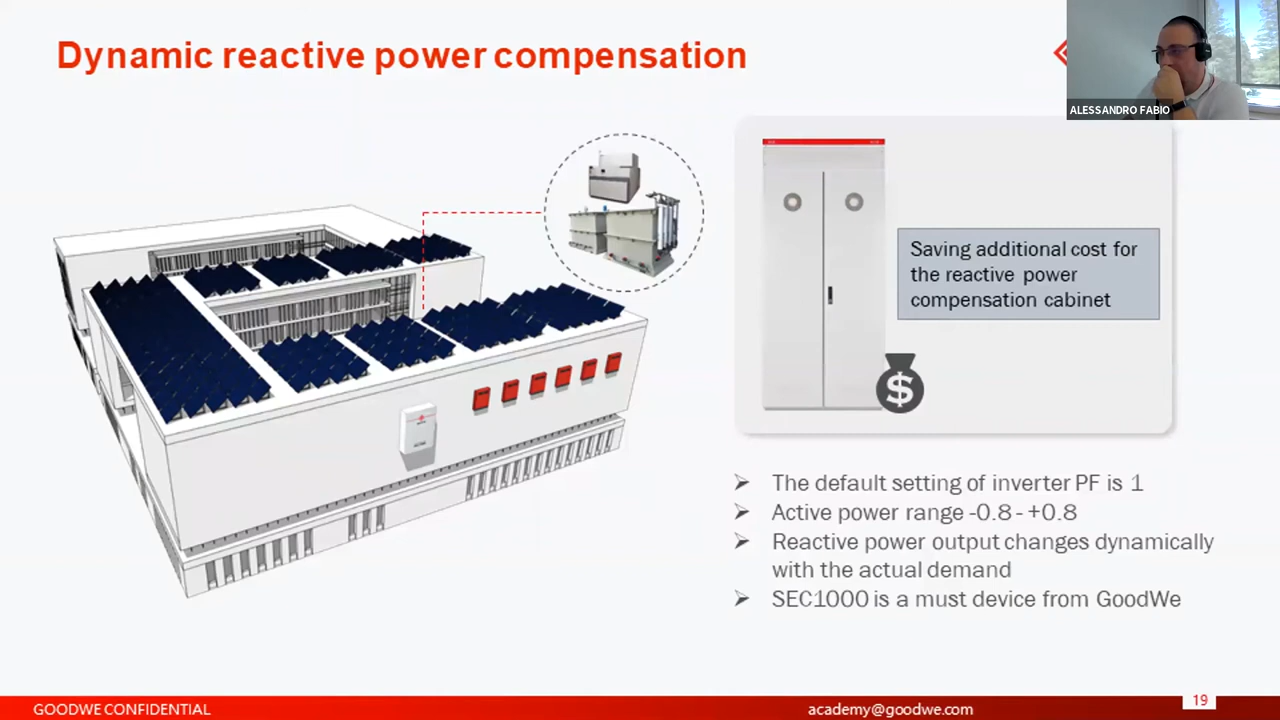 Dynamic reactive power compensation
ALESSANDRO FABIO
Saving additional cost for
the reactive power
compensation cabinet
$
The default setting of inverter PF is 1
Active power range -0.8 - +0.8
Reactive power output changes dynamically
with the actual demand
SEC1000 is a must device from GoodWe
GOODWE CONFIDENTIAL
academy@goodwe.com
19